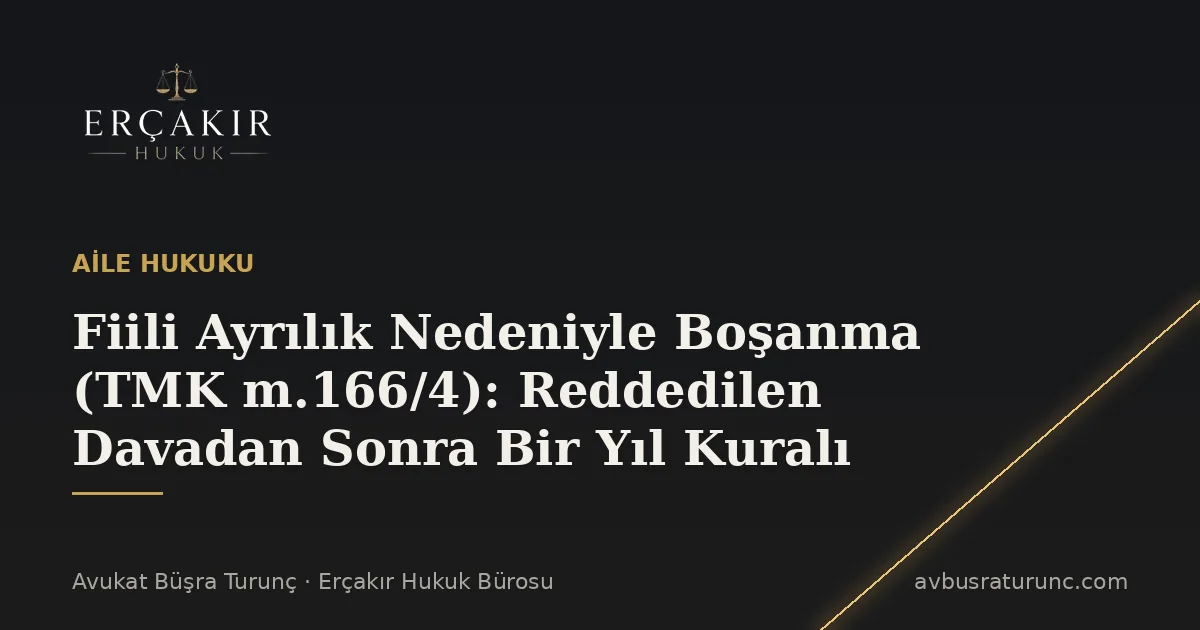 ERÇAKIR
HUKUK
AİLE HUKUKU
Fiili Ayrılık Nedeniyle Boşanma
(TMK m.166/4): Reddedilen
Davadan Sonra Bir Yıl Kuralı
Avukat Büşra Turunç · Erçakır Hukuk Bürosu
avbusraturunc.com